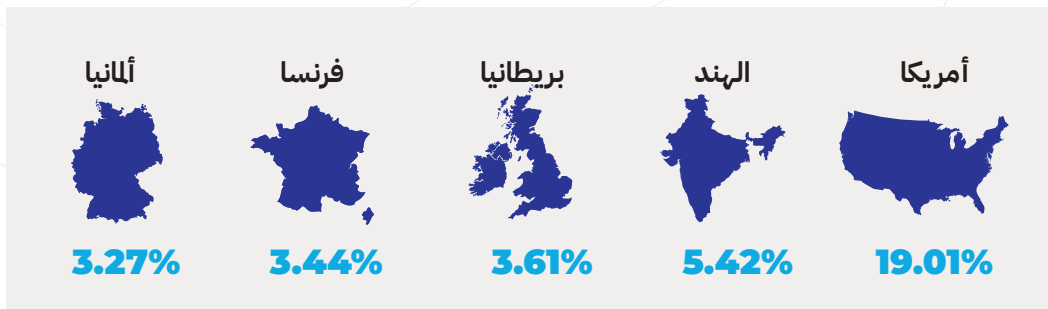 أمريكا الهند بريطانيا فرنسا ألمانيا
19.01% 5.42% 3.61% 3.44% 3.27%